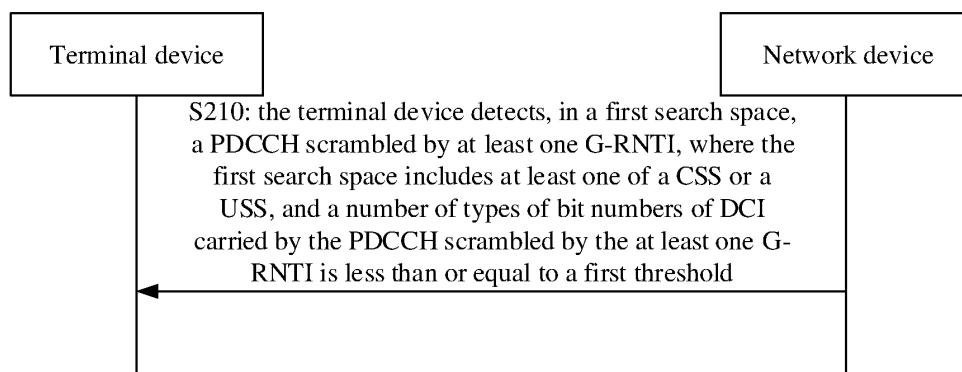 Terminal device
Network device
S210: the terminal device detects, in a first search space,
a PDCCH scrambled by at least one G-RNTI, where the
first search space includes at least one of a CSS or a
USS, and a number of types of bit numbers of DCI
carried by the PDCCH scrambled by the at least one G-
RNTI is less than or equal to a first threshold